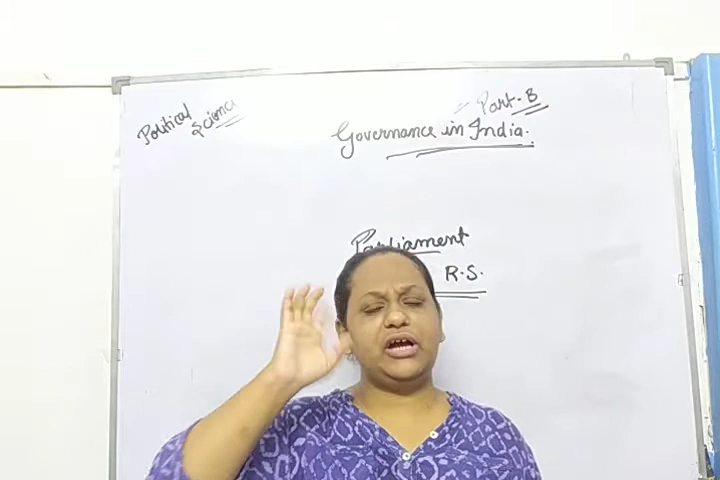 Political Science
Part-B
Governance in India.
Parliament
R.S.